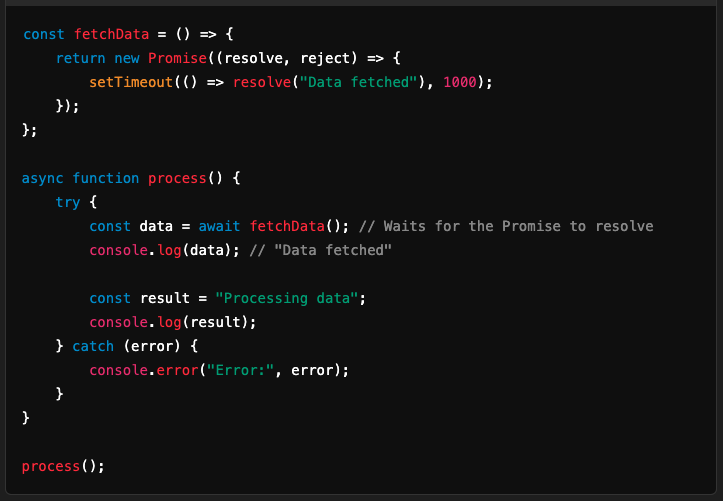 const fetchData = () => {
    return new Promise((resolve, reject) => {
        setTimeout(() => resolve("Data fetched"), 1000);
    });
};

async function process() {
    try {
        const data = await fetchData(); // Waits for the Promise to resolve
        console.log(data); // "Data fetched"

        const result = "Processing data";
        console.log(result);
    } catch (error) {
        console.error("Error:", error);
    }
}

process();